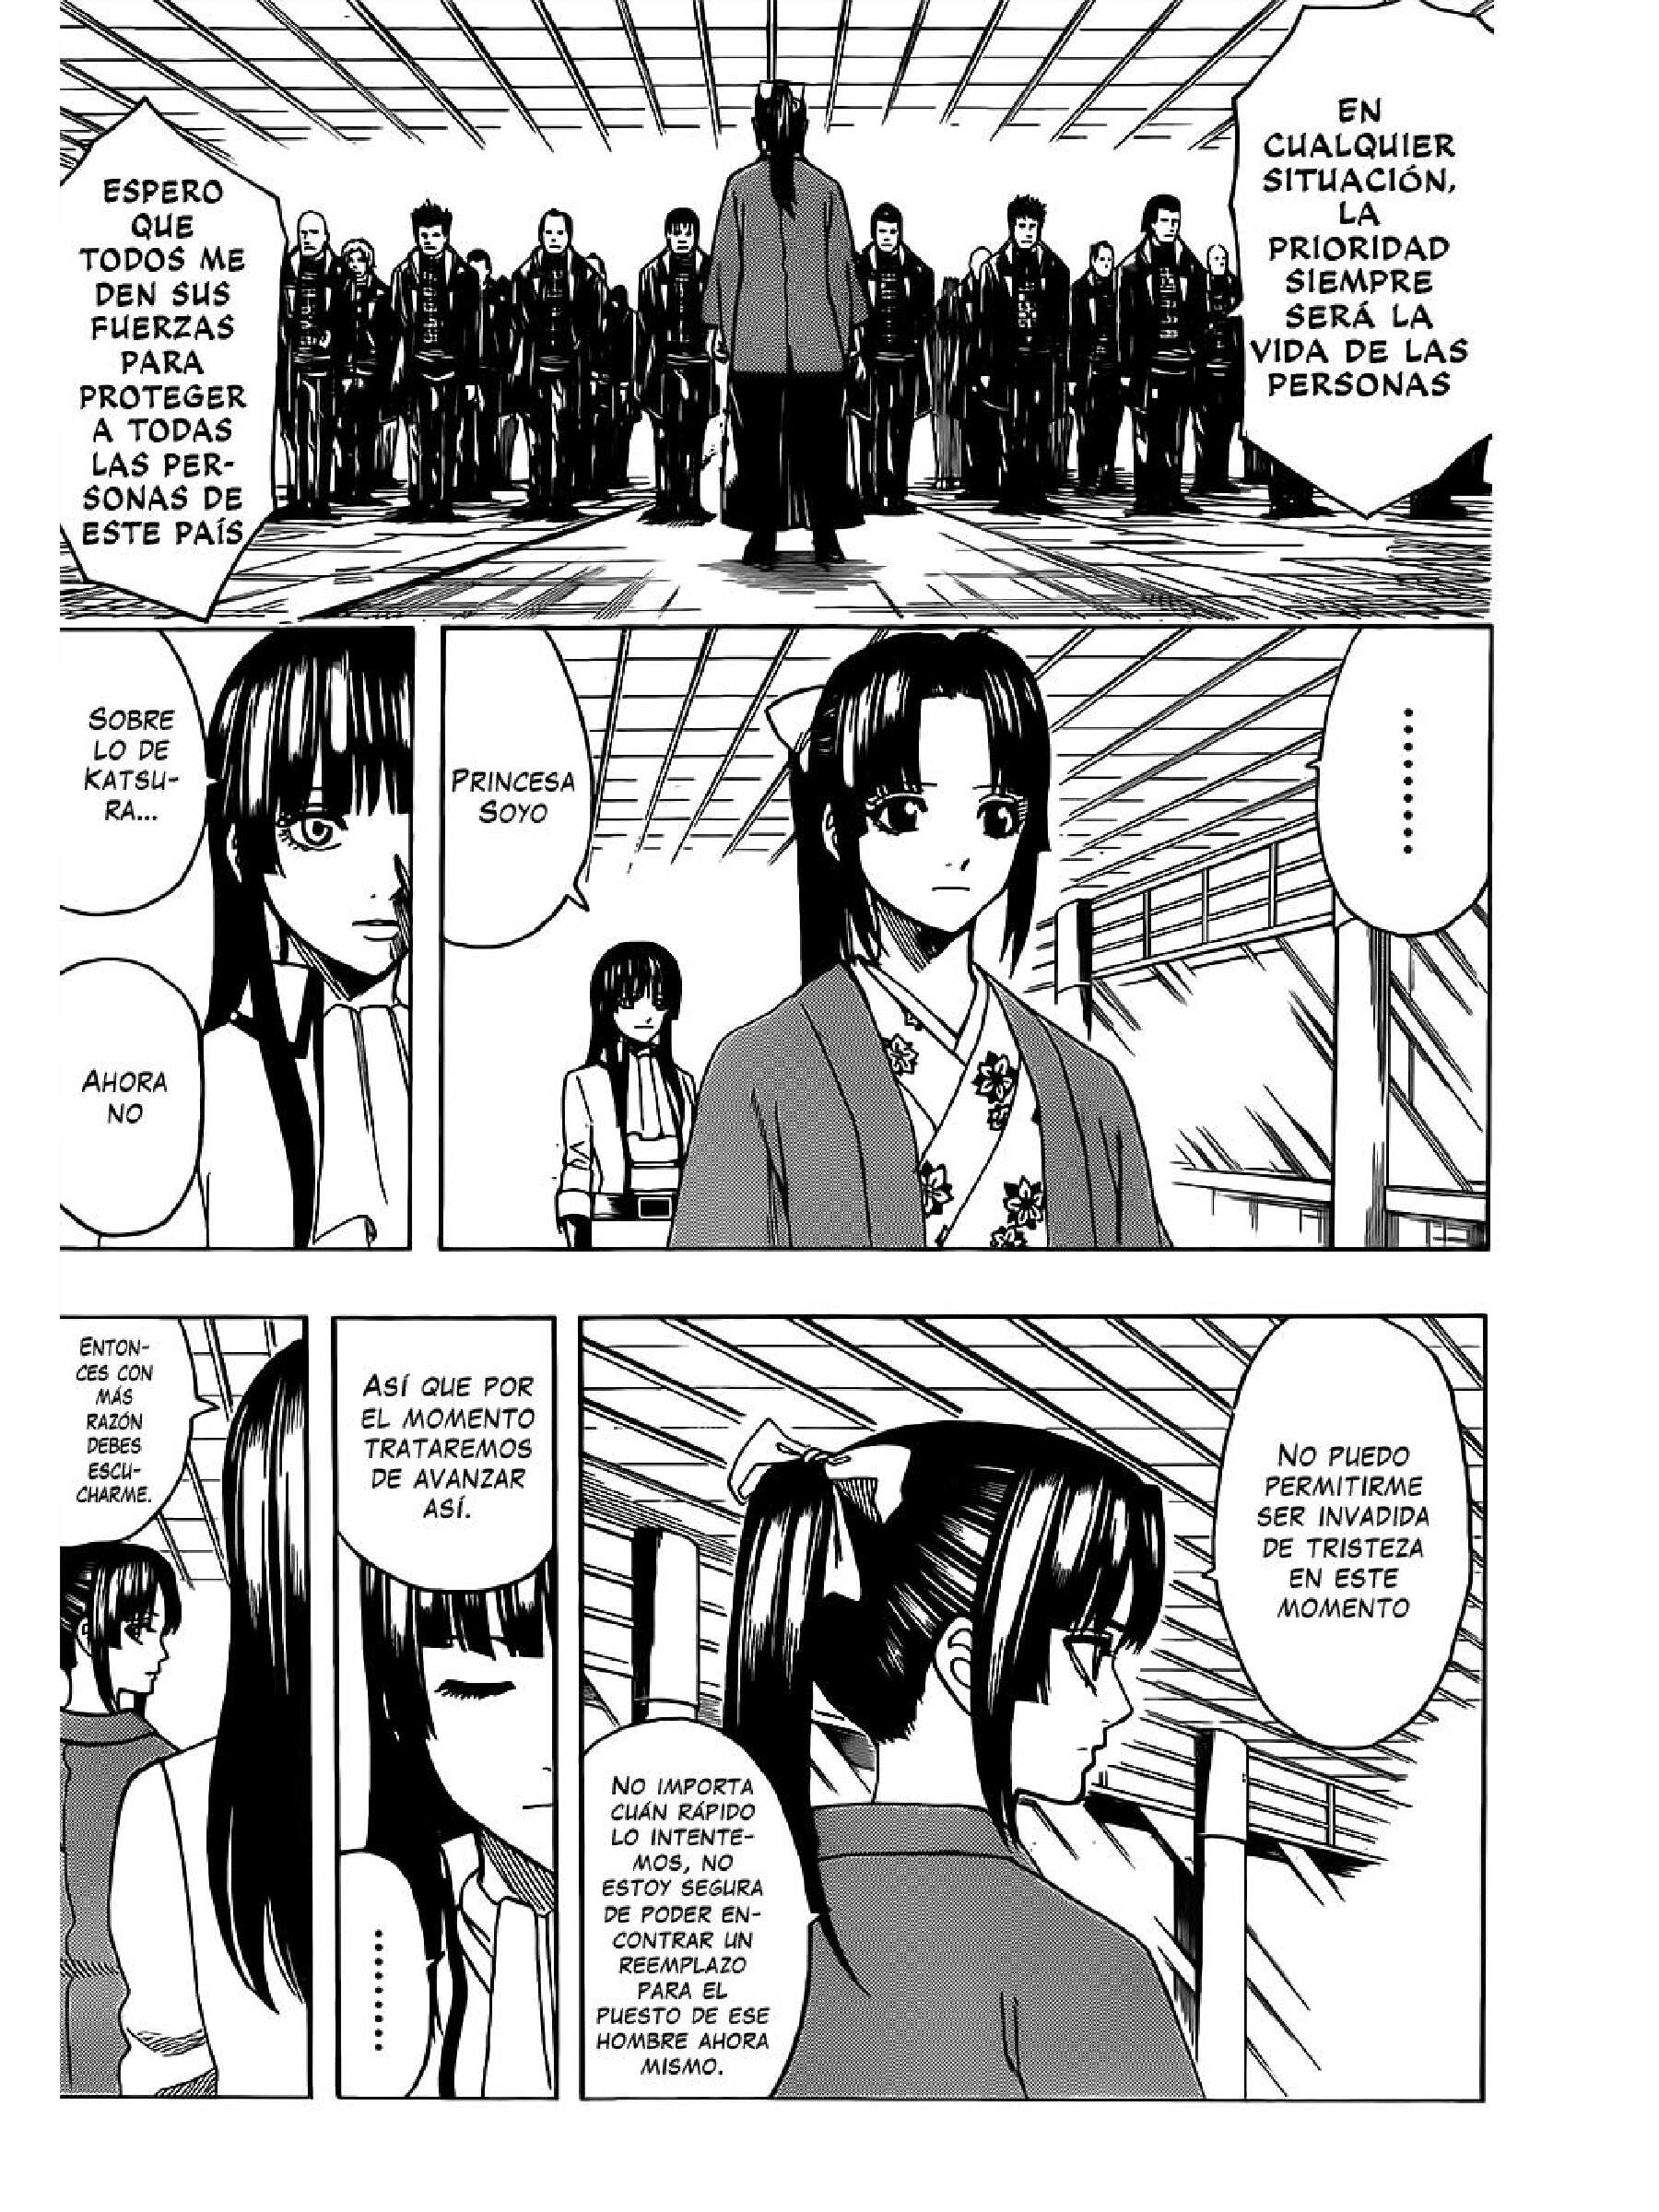 EN
CUALQUIER
SITUACIÓN,
LA
PRIORIDAD
SIEMPRE
SERÁ LA
VIDA DE LAS
PERSONAS
ESPERO
QUE
TODOS ME
DEN SUS
FUERZAS
PARA
PROTEGER
A TODAS
LAS PER-
SONAS DE
ESTE PAÍS
.........
PRINCESA
SOYO
SOBRE
LO DE
KATSU-
RA...
AHORA
NO
NO PUEDO
PERMITIRME
SER INVADIDA
DE TRISTEZA
EN ESTE
MOMENTO
NO IMPORTA
CUÁN RÁPIDO
LO INTENTE-
MOS, NO
ESTOY SEGURA
DE PODER EN-
CONTRAR UN
REEMPLAZO
PARA EL
PUESTO DE ESE
HOMBRE AHORA
MISMO.
ASÍ QUE POR
EL MOMENTO
TRATAREMOS
DE AVANZAR
ASÍ.
.......
ENTON-
CES CON
MÁS
RAZÓN
DEBES
ESCU-
CHARME.